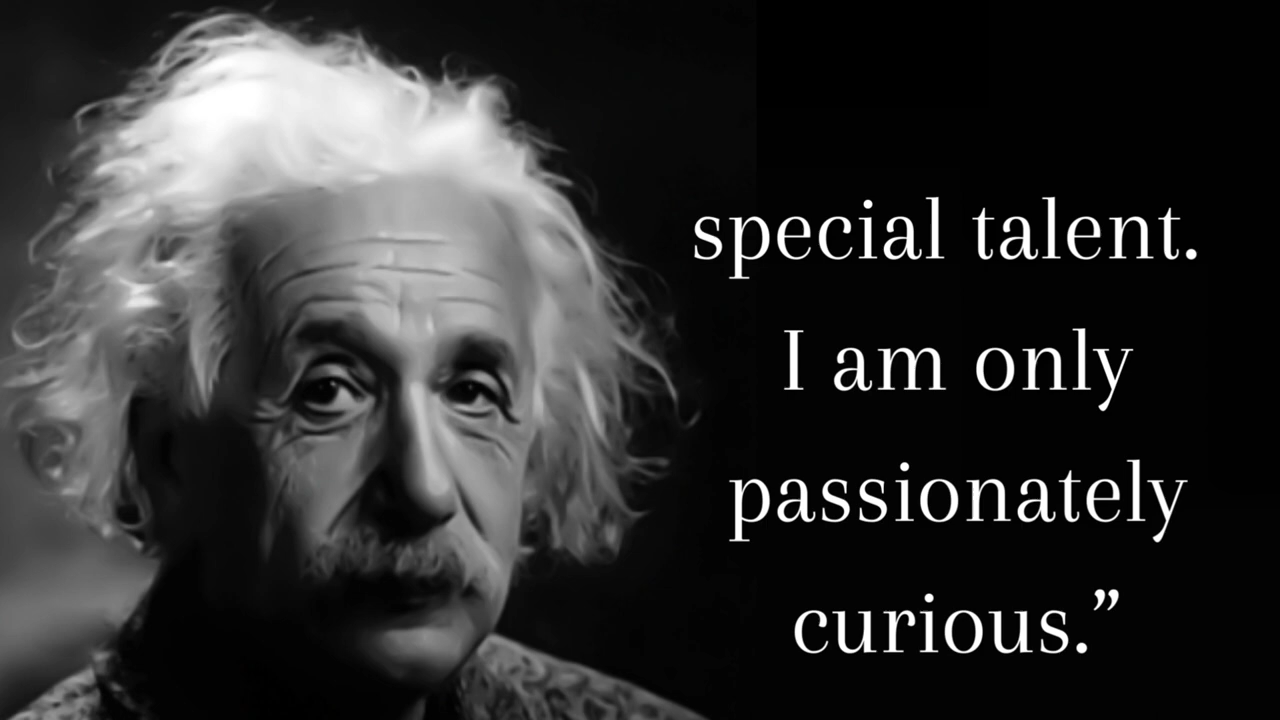 special talent.
I am only
passionately
curious.”